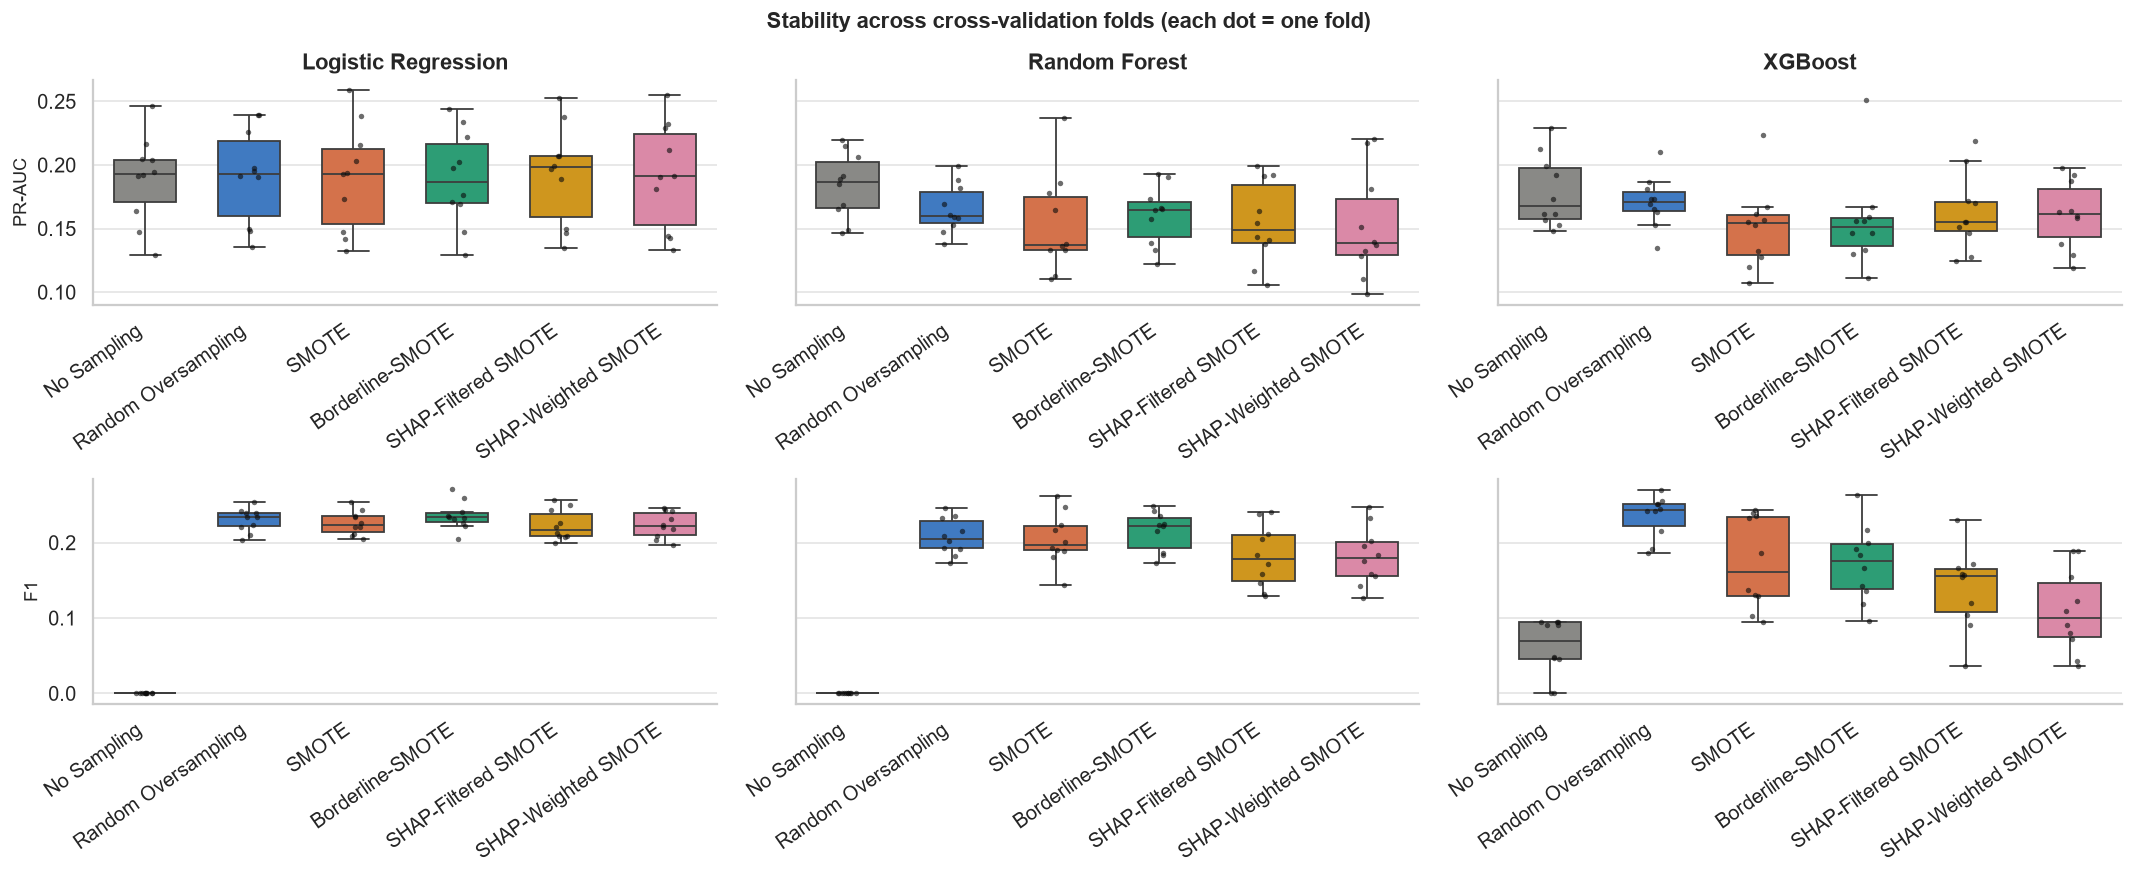 Stability across cross-validation folds (each dot = one fold)
Logistic Regression
Random Forest
XGBoost
PR-AUC
0.25
0.20
0.15
0.10
No Sampling
Random Oversampling
SMOTE
Borderline-SMOTE
SHAP-Filtered SMOTE
SHAP-Weighted SMOTE
No Sampling
Random Oversampling
SMOTE
Borderline-SMOTE
SHAP-Filtered SMOTE
SHAP-Weighted SMOTE
No Sampling
Random Oversampling
SMOTE
Borderline-SMOTE
SHAP-Filtered SMOTE
SHAP-Weighted SMOTE
F1
0.2
0.1
0.0
No Sampling
Random Oversampling
SMOTE
Borderline-SMOTE
SHAP-Filtered SMOTE
SHAP-Weighted SMOTE
No Sampling
Random Oversampling
SMOTE
Borderline-SMOTE
SHAP-Filtered SMOTE
SHAP-Weighted SMOTE
No Sampling
Random Oversampling
SMOTE
Borderline-SMOTE
SHAP-Filtered SMOTE
SHAP-Weighted SMOTE